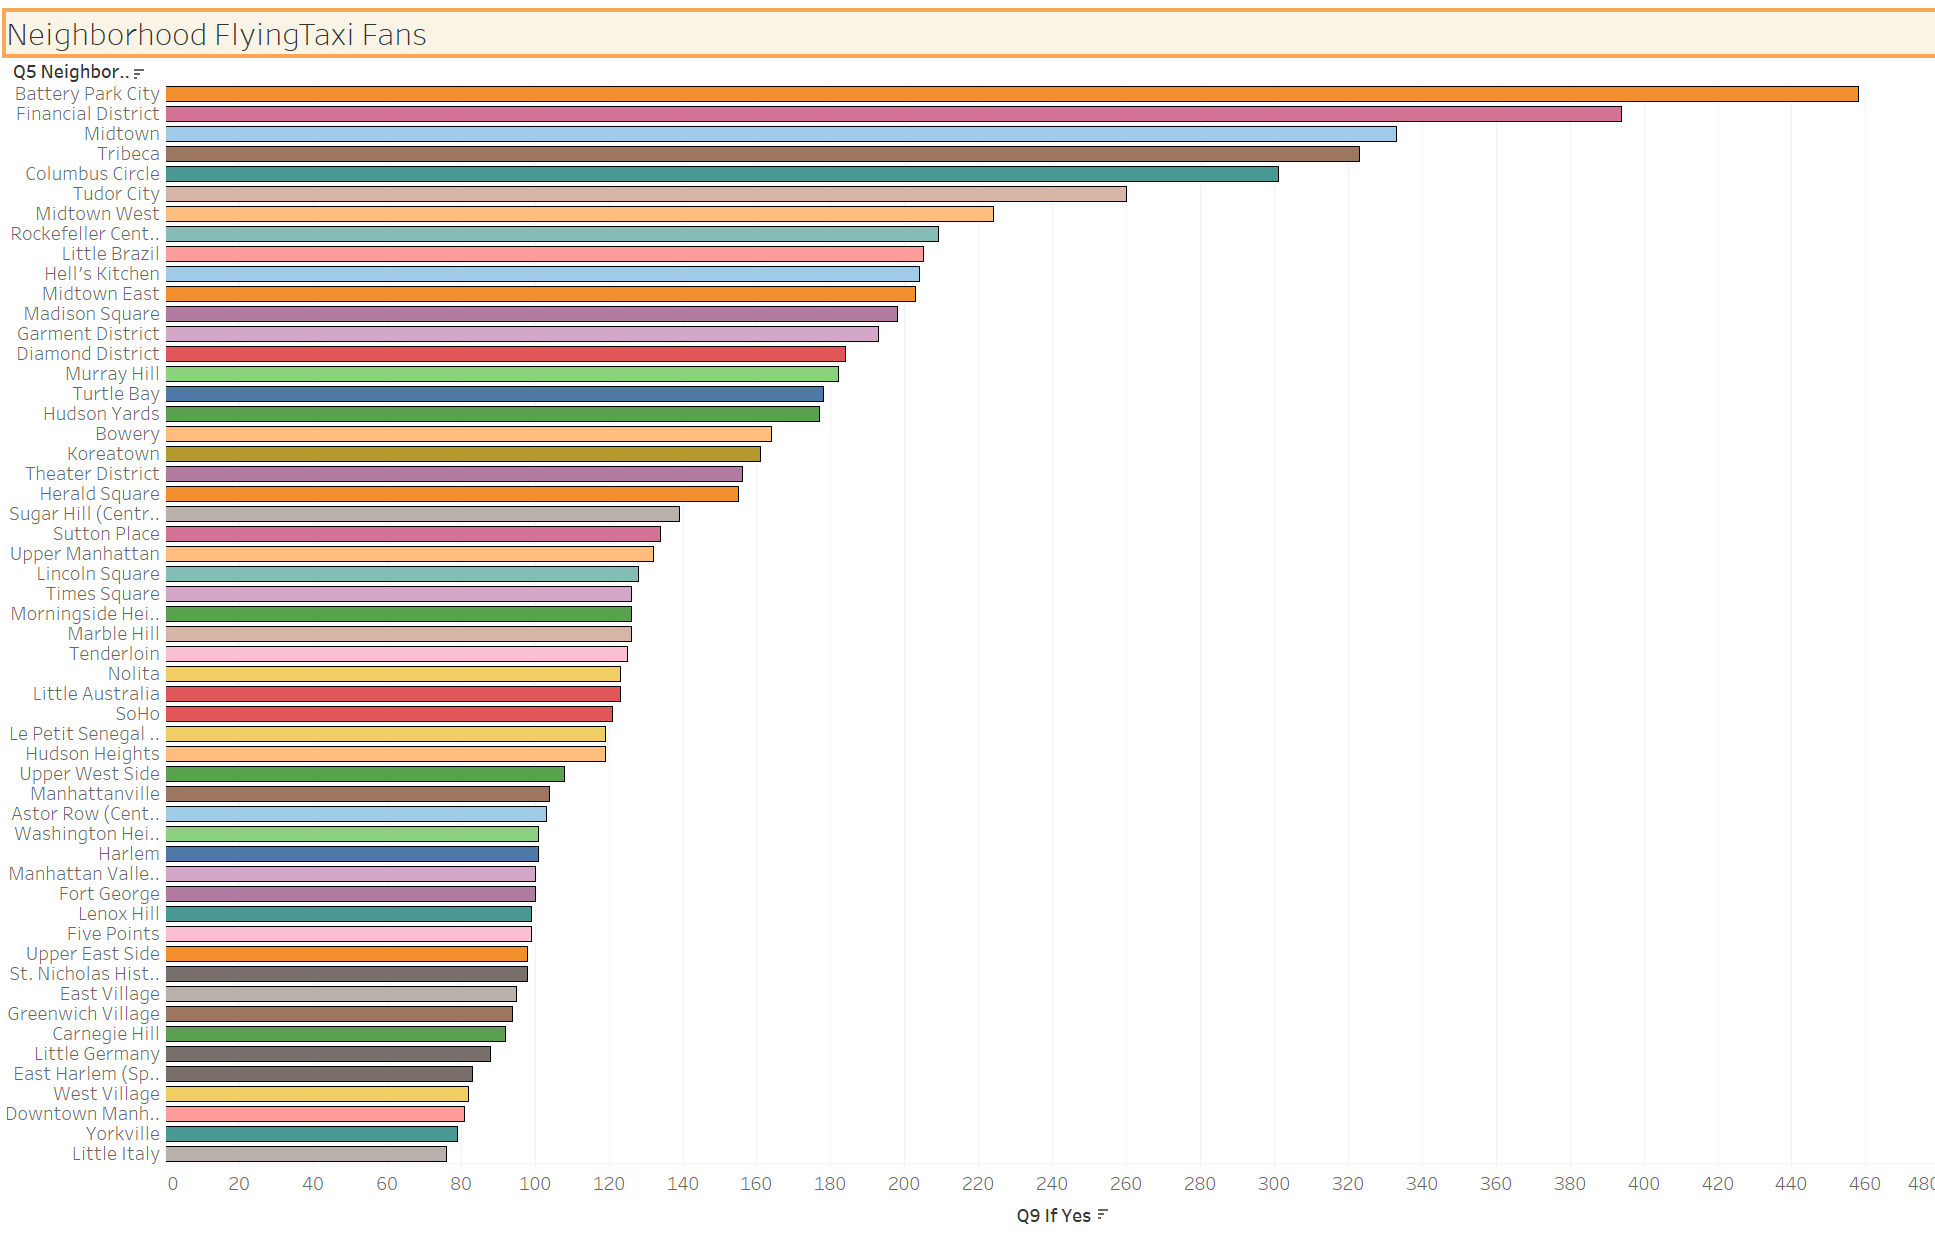 Neighborhood FlyingTaxi Fans
Q5 Neighbor..
Battery Park City
Financial District
Midtown
Tribeca
Columbus Circle
Tudor City
Midtown West
Rockefeller Cent..
Little Brazil
Hell's Kitchen
Midtown East
Madison Square
Garment District
Diamond District
Murray Hill
Turtle Bay
Hudson Yards
Bowery
Koreatown
Theater District
Herald Square
Sugar Hill (Centr..
Sutton Place
Upper Manhattan
Lincoln Square
Times Square
Morningside Hei..
Marble Hill
Tenderloin
Nolita
Little Australia
SoHo
Le Petit Senegal ..
Hudson Heights
Upper West Side
Manhattanville
Astor Row (Cent..
Washington Hei..
Harlem
Manhattan Valle..
Fort George
Lenox Hill
Five Points
Upper East Side
St. Nicholas Hist..
East Village
Greenwich Village
Carnegie Hill
Little Germany
East Harlem (Sp..
West Village
Downtown Manh..
Yorkville
Little Italy
0 20 40 60 80 100 120 140 160 180 200 220 240 260 280 300 320 340 360 380 400 420 440 460 480
Q9 If Yes